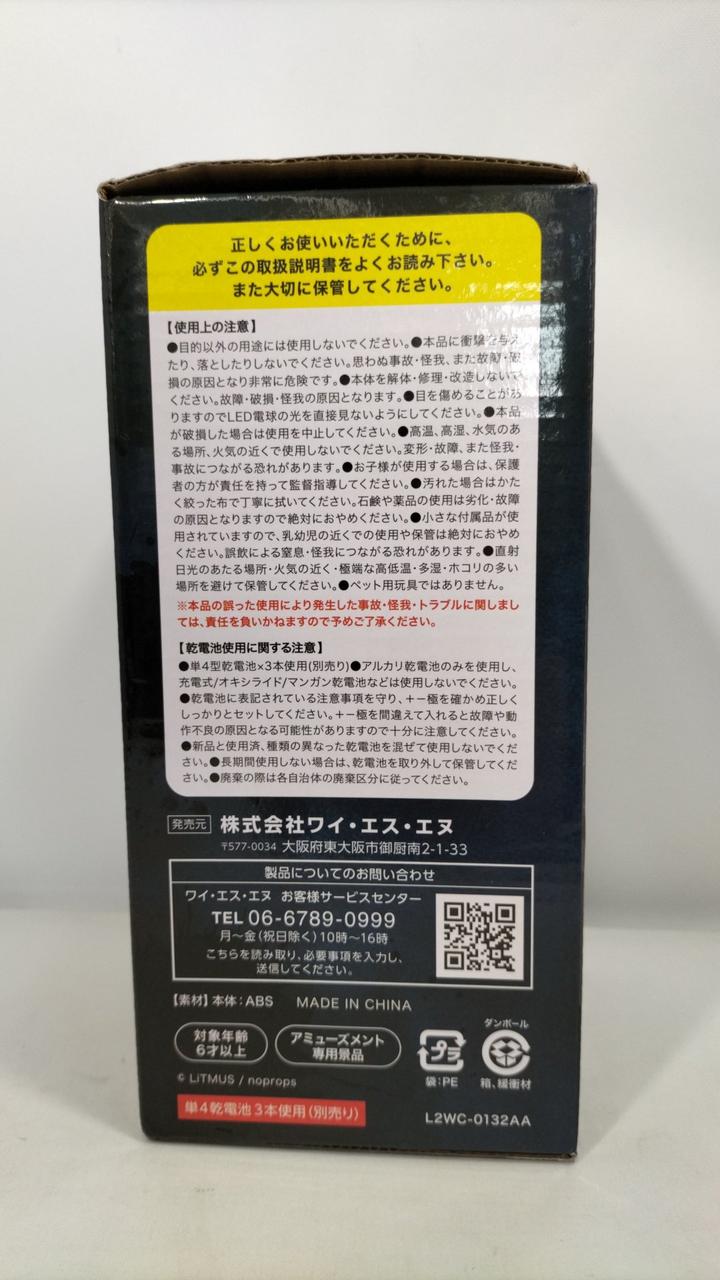 正しくお使いいただくために、
必ずこの取扱説明書をよくお読み下さい。
また大切に保管してください。
【使用上の注意】
●目的以外の用途には使用しないでください。●本品に衝撃を与え
たり、落としたりしないでください。思わぬ事故・怪我、また故障・破
損の原因となり非常に危険です。●本体を解体・修理・改造しないで
ください。故障・破損・怪我の原因となります。●目を傷めることがあ
りますのでLED電球の光を直接見ないようにしてください。●本品
が破損した場合は使用を中止してください。●高温、高湿、水気のあ
る場所、火気の近くで使用しないでください。変形・故障、また怪我・
事故につながる恐れがあります。●お子様が使用する場合は、保護
者の方が責任を持って監督指導してください。●汚れた場合はかた
く絞った布で丁寧に拭いてください。石鹸や薬品の使用は劣化・故障
の原因となりますので絶対におやめください。●小さな付属品が使
用されていますので、乳幼児の近くでの使用や保管は絶対におやめ
ください。誤飲による窒息・怪我につながる恐れがあります。●直射
日光のあたる場所・火気の近く・極端な高低温・多湿・ホコリの多い
場所を避けて保管してください。●ペット用玩具ではありません。
※本品の誤った使用により発生した事故・怪我・トラブルに関しまし
ては、責任を負いかねますので予めご了承ください。
【乾電池使用に関する注意】
●単4型乾電池×3本使用(別売り)●アルカリ乾電池のみを使用し、
充電式/オキシライド/マンガン乾電池などは使用しないでください。
●乾電池に表記されている注意事項を守り、+-極を確かめ正しく
しっかりとセットしてください。+-極を間違えて入れると故障や動
作不良の原因となる可能性がありますので十分に注意してください。
●新品と使用済、種類の異なった乾電池を混ぜて使用しないでくだ
さい。●長期間使用しない場合は、乾電池を取り外して保管してくだ
さい。●廃棄の際は各自治体の廃棄区分に従ってください。
発売元 株式会社ワイ・エス・エヌ
〒577-0034 大阪府東大阪市御厨南2-1-33
製品についてのお問い合わせ
ワイ・エス・エヌ お客様サービスセンター
TEL 06-6789-0999
月〜金(祝日除く)10時〜16時
こちらを読み取り、必要事項を入力し、
送信してください。
【素材】本体:ABS MADE IN CHINA
対象年齢
6才以上
アミューズメント
専用景品
プラ
袋:PE
ダンボール
箱、緩衝材
© LiTMUS / noprops
単4乾電池3本使用(別売り)
L2WC-0132AA